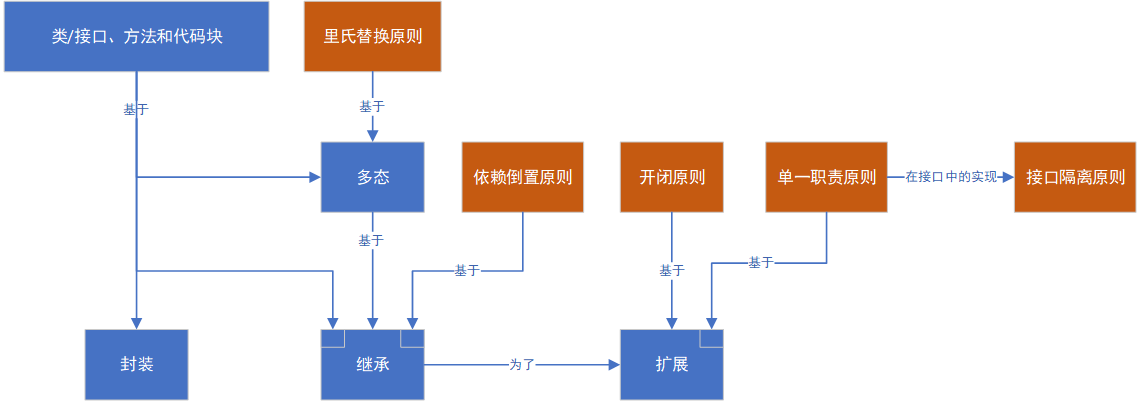 类/接口、方法和代码块
里氏替换原则
基于
基于
多态
依赖倒置原则
开闭原则
单一职责原则
在接口中的实现
接口隔离原则
基于
基于
基于
基于
封装
继承
为了
扩展